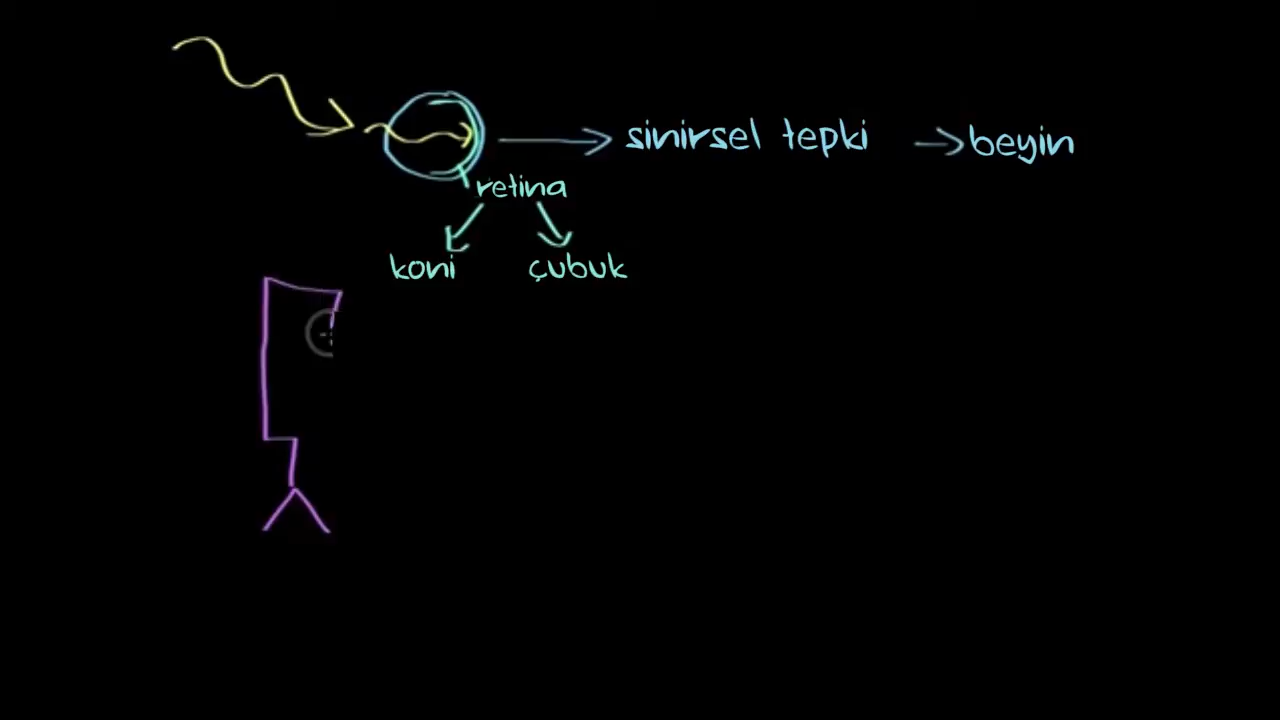 sinirsel tepki
beyin
retina
koni
çubuk